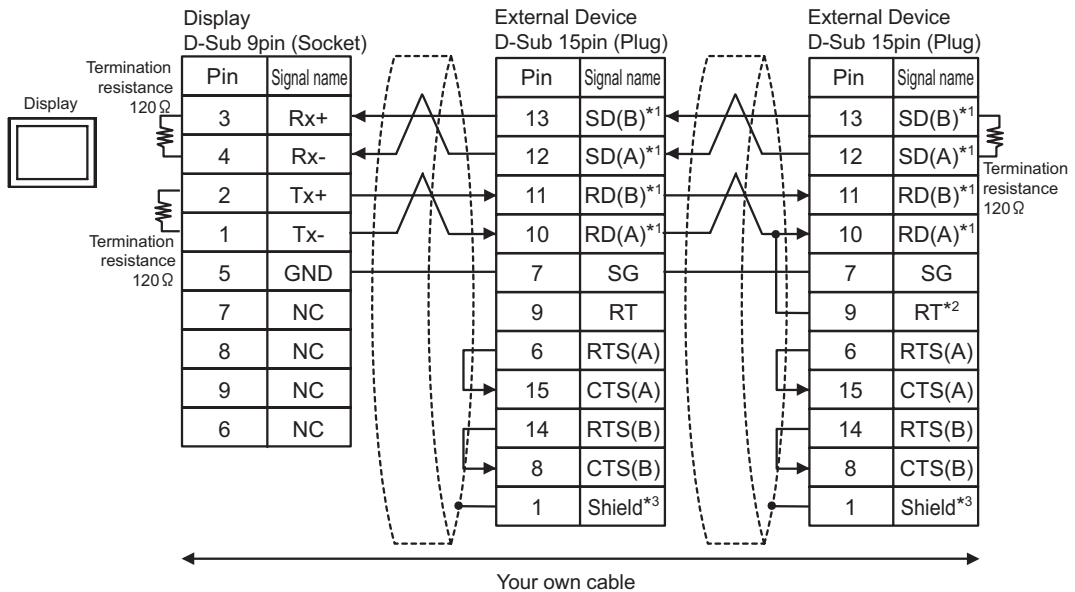 Display
D-Sub 9pin (Socket)
External Device
D-Sub 15pin (Plug)
External Device
D-Sub 15pin (Plug)
Display
Termination
resistance
120Ω
Termination
resistance
120Ω
Pin Signal name
3 Rx+
4 Rx-
2 Tx+
1 Tx-
5 GND
7 NC
8 NC
9 NC
6 NC
Pin Signal name
13 SD(B)*1
12 SD(A)*1
11 RD(B)*1
10 RD(A)*1
7 SG
9 RT
6 RTS(A)
15 CTS(A)
14 RTS(B)
8 CTS(B)
1 Shield*3
Pin Signal name
13 SD(B)*1
12 SD(A)*1
11 RD(B)*1
10 RD(A)*1
7 SG
9 RT*2
6 RTS(A)
15 CTS(A)
14 RTS(B)
8 CTS(B)
1 Shield*3
Termination
resistance
120Ω
Your own cable